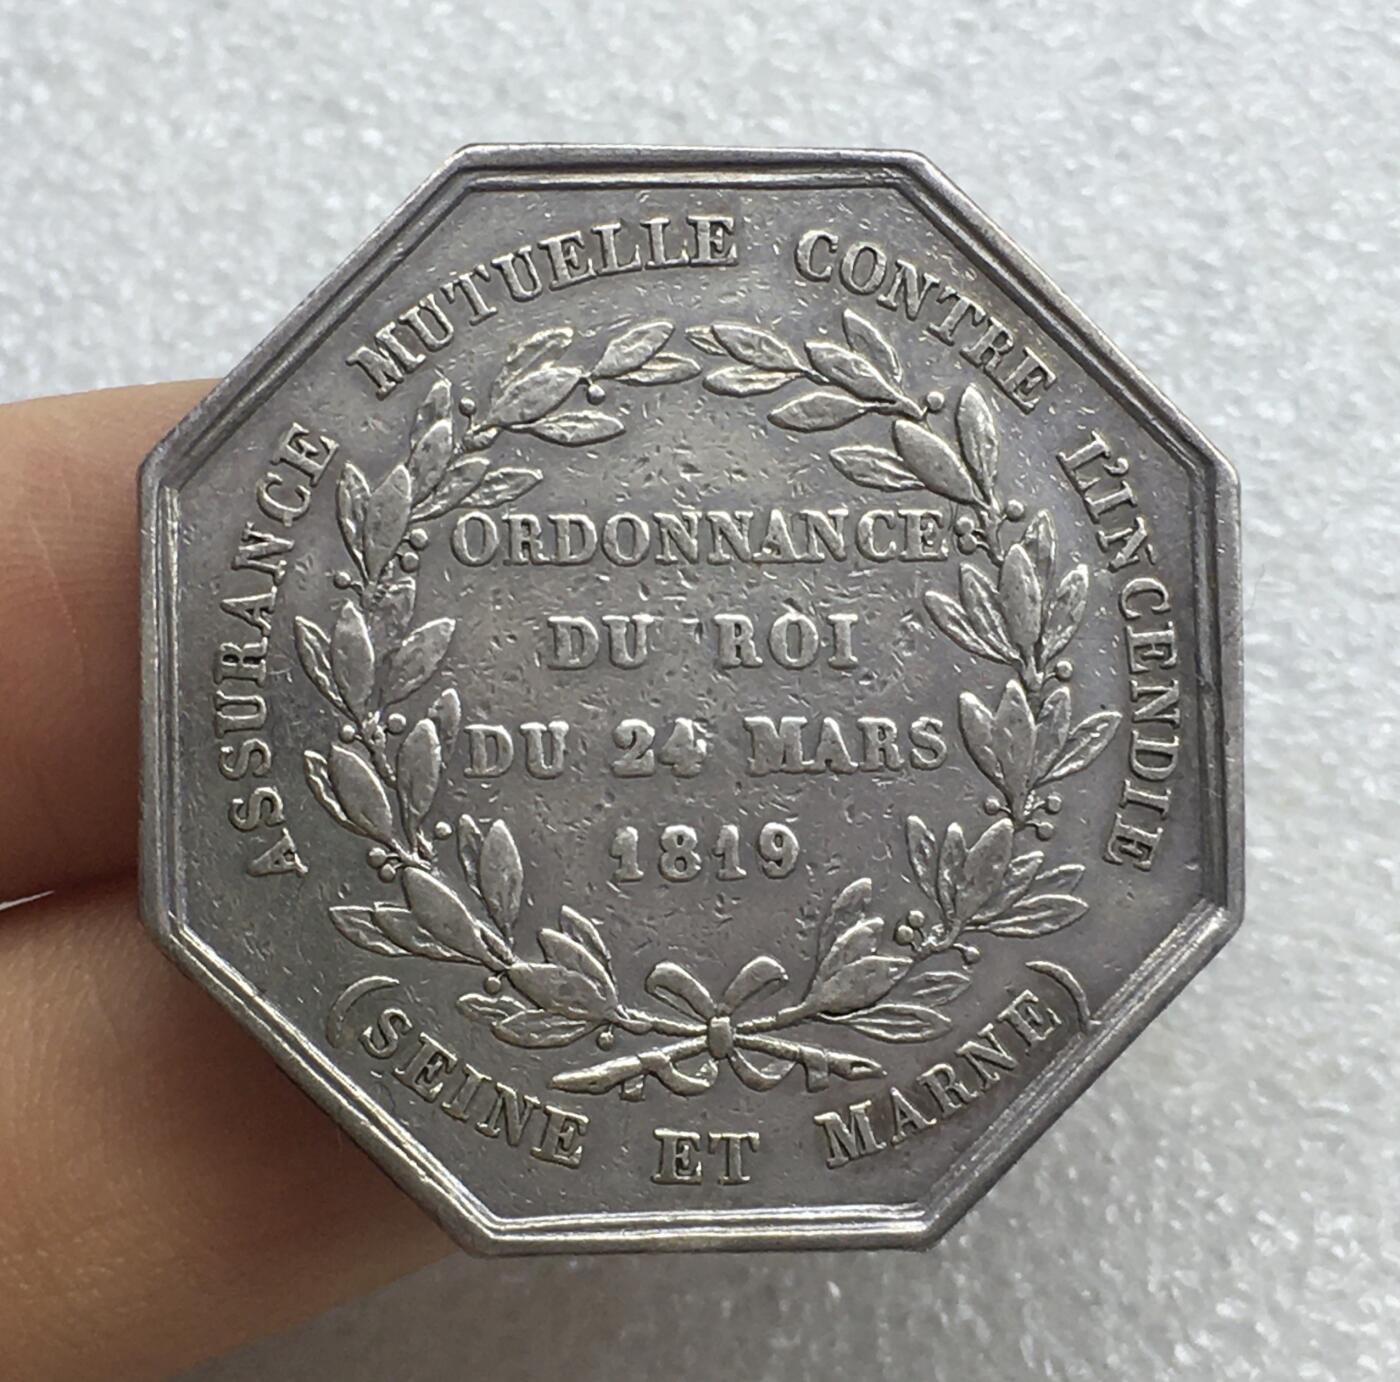 ASSURANCE MUTUELLE CONTRE L'INCENDIE
ORDONNANCE
DU ROI
DU 24 MARS
1819
(SEINE ET MARNE)